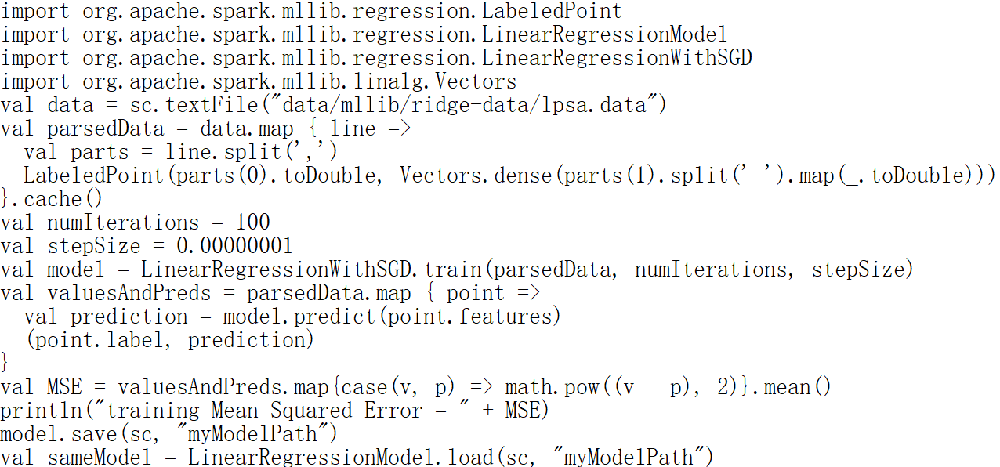 import org.apache.spark.mllib.regression.LabeledPoint
import org.apache.spark.mllib.regression.LinearRegressionModel
import org.apache.spark.mllib.regression.LinearRegressionWithSGD
import org.apache.spark.mllib.linalg.Vectors
val data = sc.textFile("data/mllib/ridge-data/lpsa.data")
val parsedData = data.map { line =>
  val parts = line.split(',')
  LabeledPoint(parts(0).toDouble, Vectors.dense(parts(1).split(' ').map(_.toDouble)))
}.cache()
val numIterations = 100
val stepSize = 0.00000001
val model = LinearRegressionWithSGD.train(parsedData, numIterations, stepSize)
val valuesAndPreds = parsedData.map { point =>
  val prediction = model.predict(point.features)
  (point.label, prediction)
}
val MSE = valuesAndPreds.map{case(v, p) => math.pow((v - p), 2)}.mean()
println("training Mean Squared Error = " + MSE)
model.save(sc, "myModelPath")
val sameModel = LinearRegressionModel.load(sc, "myModelPath")